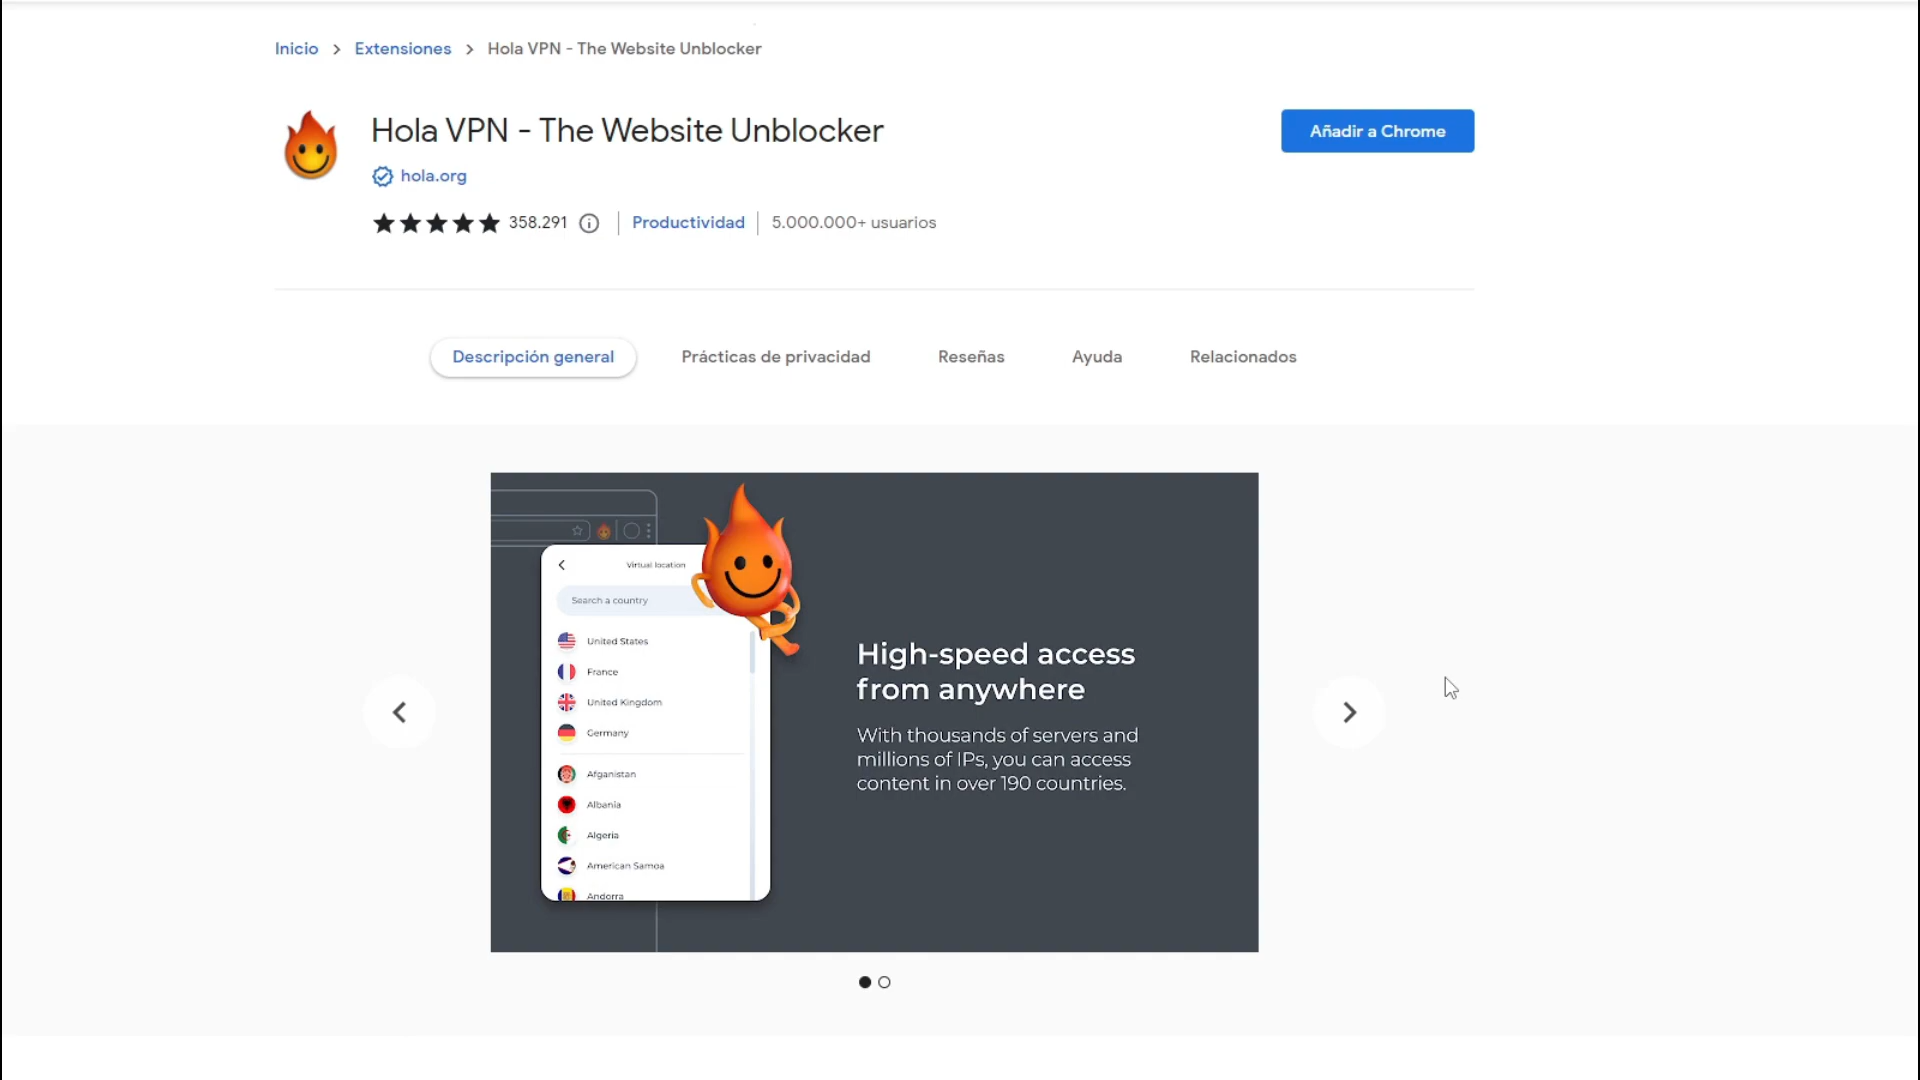 Inicio > Extensiones > Hola VPN - The Website Unblocker
Hola VPN - The Website Unblocker
Añadir a Chrome
hola.org
358.291
Productividad
5.000.000+ usuarios
Descripción general
Prácticas de privacidad
Reseñas
Ayuda
Relacionados
Virtual location
Search a country
United States
France
United Kingdom
Germany
Afganistan
Albania
Algeria
American Samoa
Andorra
High-speed access
from anywhere
With thousands of servers and
millions of IPs, you can access
content in over 190 countries.